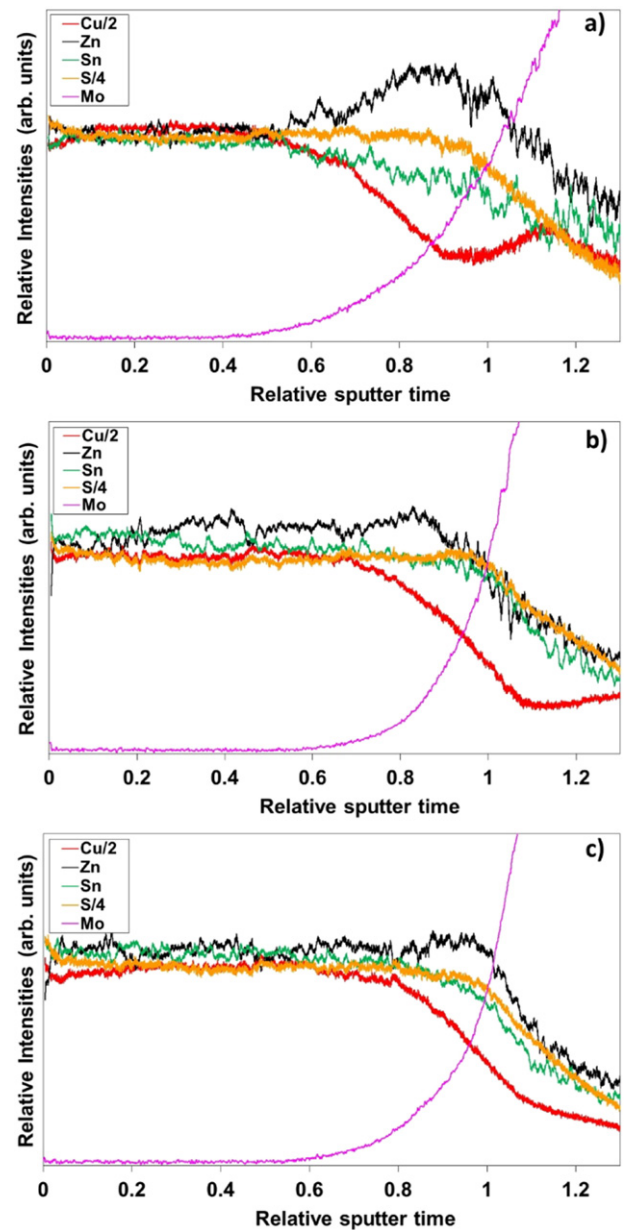 a)
Cu/2
Zn
Sn
S/4
Mo
Relative Intensities (arb. units)
0 0.2 0.4 0.6 0.8 1 1.2
Relative sputter time
b)
Cu/2
Zn
Sn
S/4
Mo
Relative Intensities (arb. units)
0 0.2 0.4 0.6 0.8 1 1.2
Relative sputter time
c)
Cu/2
Zn
Sn
S/4
Mo
Relative Intensities (arb. units)
0 0.2 0.4 0.6 0.8 1 1.2
Relative sputter time